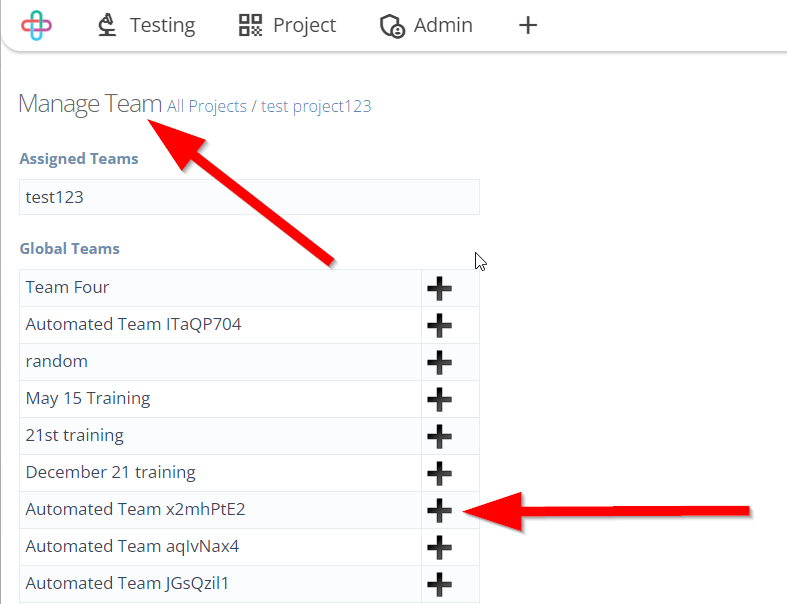 Testing Project Admin
Manage Team All Projects / test project123
Assigned Teams
test123
Global Teams
Team Four
Automated Team ITaQP704
random
May 15 Training
21st training
December 21 training
Automated Team x2mhPtE2
Automated Team aqIvNax4
Automated Team JGsQzil1